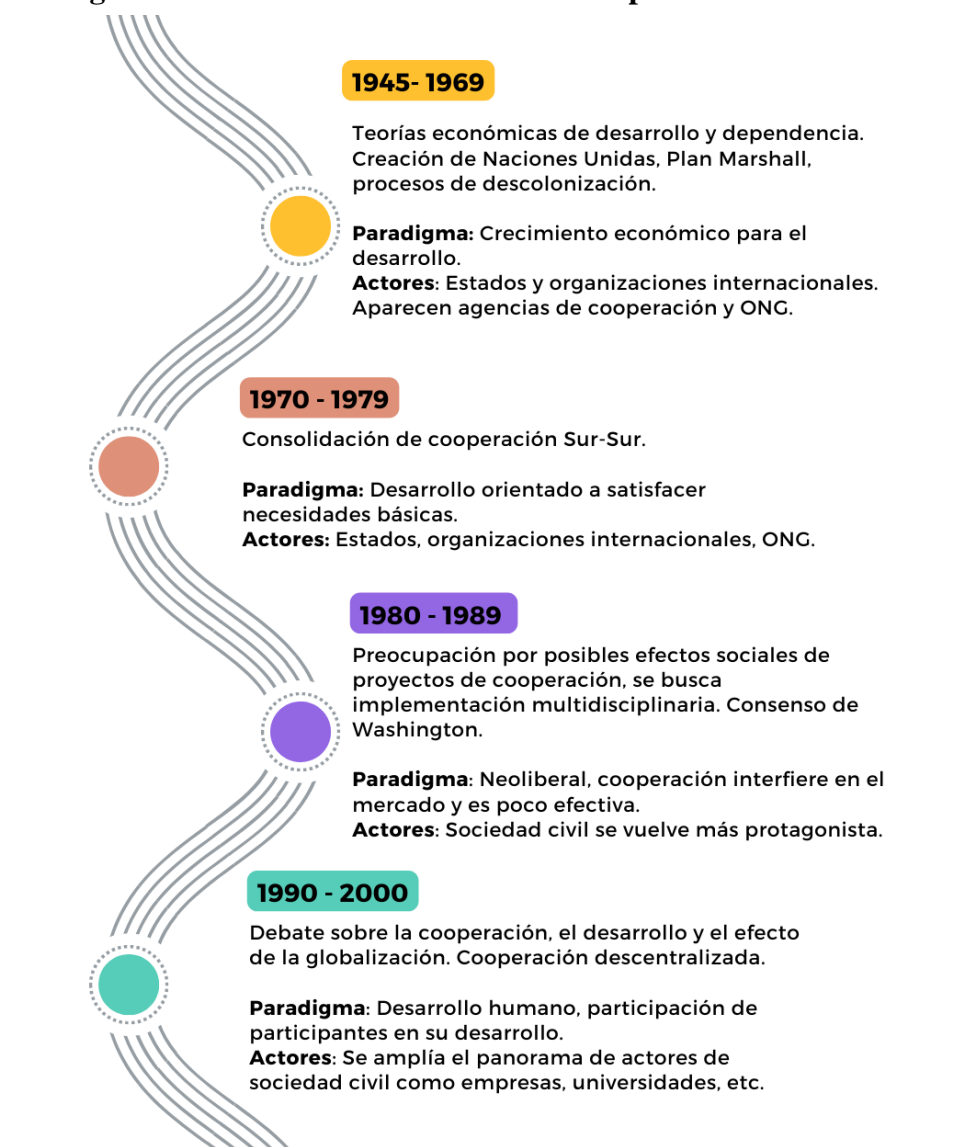 1945- 1969
Teorías económicas de desarrollo y dependencia.
Creación de Naciones Unidas, Plan Marshall,
procesos de descolonización.
Paradigma: Crecimiento económico para el
desarrollo.
Actores: Estados y organizaciones internacionales.
Aparecen agencias de cooperación y ONG.
1970 - 1979
Consolidación de cooperación Sur-Sur.
Paradigma: Desarrollo orientado a satisfacer
necesidades básicas.
Actores: Estados, organizaciones internacionales, ONG.
1980 - 1989
Preocupación por posibles efectos sociales de
proyectos de cooperación, se busca
implementación multidisciplinaria. Consenso de
Washington.
Paradigma: Neoliberal, cooperación interfiere en el
mercado y es poco efectiva.
Actores: Sociedad civil se vuelve más protagonista.
1990 - 2000
Debate sobre la cooperación, el desarrollo y el efecto
de la globalización. Cooperación descentralizada.
Paradigma: Desarrollo humano, participación de
participantes en su desarrollo.
Actores: Se amplía el panorama de actores de
sociedad civil como empresas, universidades, etc.